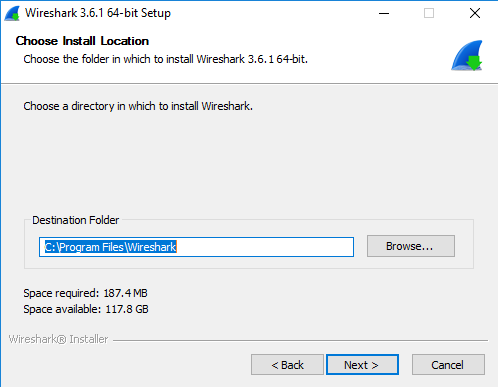 Wireshark 3.6.1 64-bit Setup
Choose Install Location
Choose the folder in which to install Wireshark 3.6.1 64-bit.
Choose a directory in which to install Wireshark.
Destination Folder
C:\Program Files\Wireshark
Browse...
Space required: 187.4 MB
Space available: 117.8 GB
Wireshark® Installer
< Back
Next >
Cancel